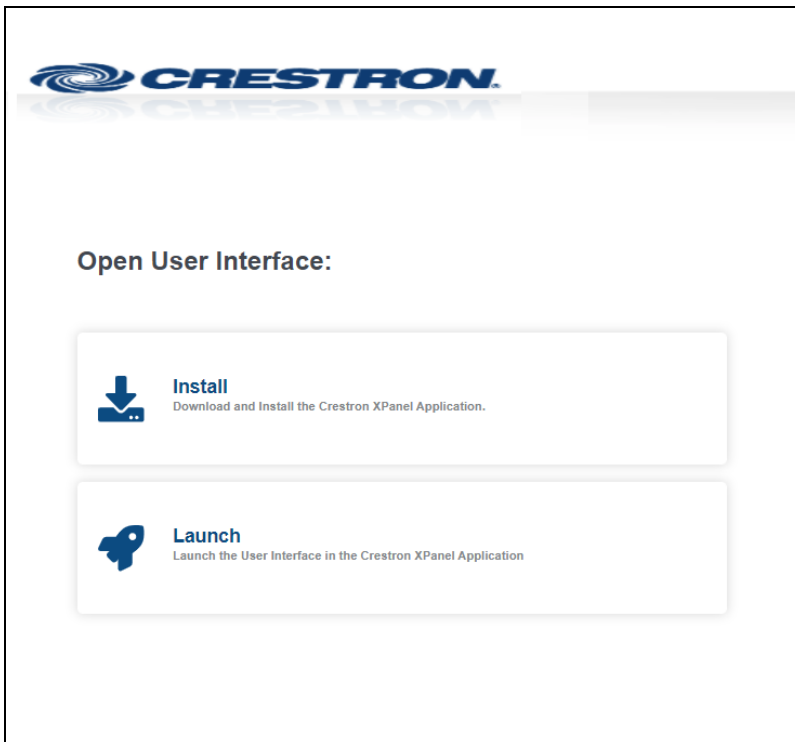 CRESTRON.
Open User Interface:
Install
Download and Install the Crestron XPanel Application.
Launch
Launch the User Interface in the Crestron XPanel Application